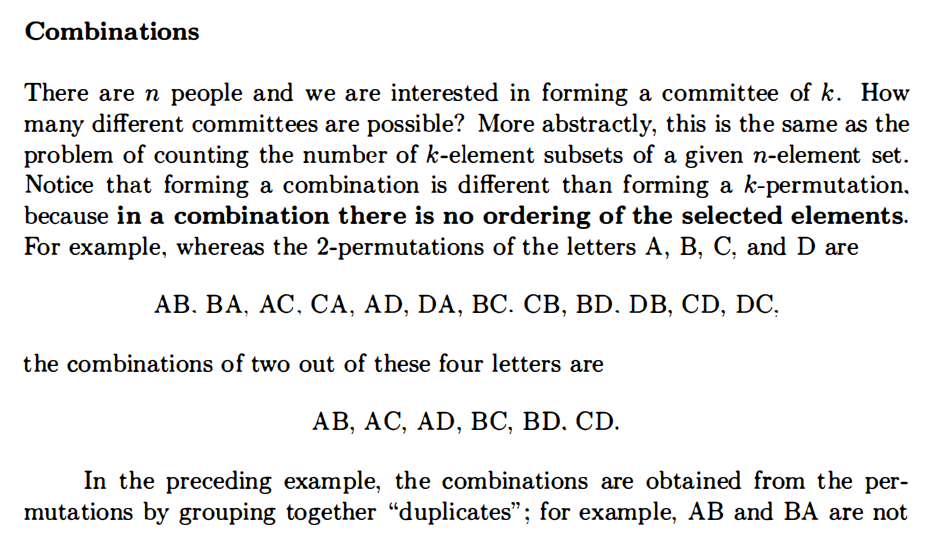 Combinations
There are n people and we are interested in forming a committee of k. How
many different committees are possible? More abstractly, this is the same as the
problem of counting the number of k-element subsets of a given n-element set.
Notice that forming a combination is different than forming a k-permutation,
because in a combination there is no ordering of the selected elements.
For example, whereas the 2-permutations of the letters A, B, C, and D are
AB. BA, AC. CA, AD, DA, BC. CB, BD. DB, CD, DC,
the combinations of two out of these four letters are
AB, AC, AD, BC, BD. CD.
In the preceding example, the combinations are obtained from the per-
mutations by grouping together “duplicates”; for example, AB and BA are not